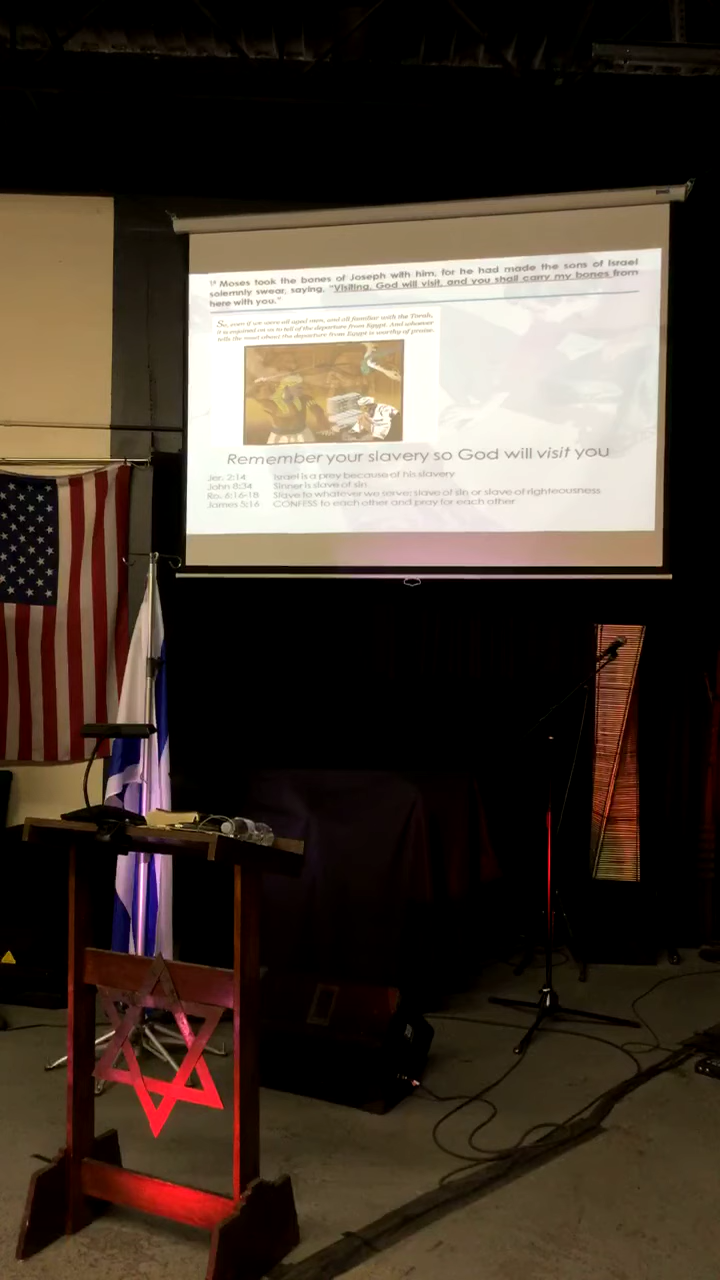 19 Moses took the bones of Joseph with him, for he had made the sons of Israel
solemnly swear, saying, "Visiting, God will visit, and you shall carry my bones from
here with you."
So, even if we were all aged men, and all familiar with the Torah,
it is required on us to tell of the departure from Egypt. And whoever
tells the most about the departure from Egypt is worthy of praise.
Remember your slavery so God will visit you
Jer. 2:14 Israel is a prey because of his slavery
John 8:34 Sinner is slave of sin
Ro. 6:16-18 Slave to whatever we serve: slave of sin or slave of righteousness
James 5:16 CONFESS to each other and pray for each other